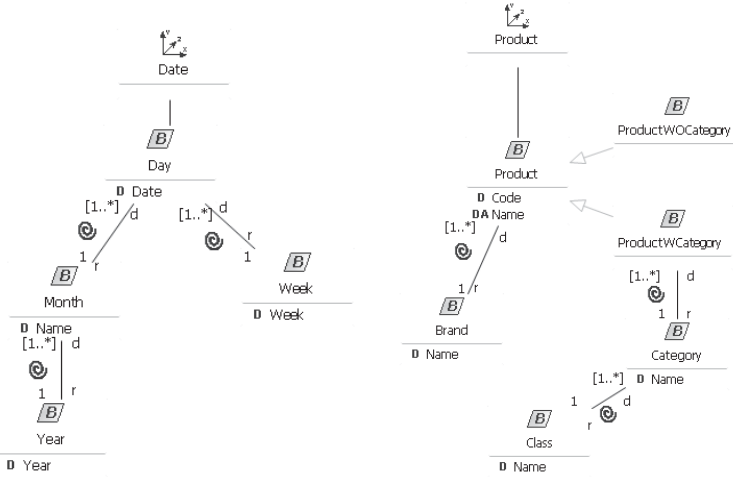 Date
Day
D Date
[1..*] d
[1..*] d
1 r
r
1
Month
D Name
Week
D Week
[1..*] d
1 r
Year
D Year
Product
Product
D Code
DA Name
[1..*]
d
1 r
Brand
D Name
ProductWOCategory
ProductWCategory
[1..*] d
1 r
Category
D Name
[1..*]
d
1
r
Class
D Name